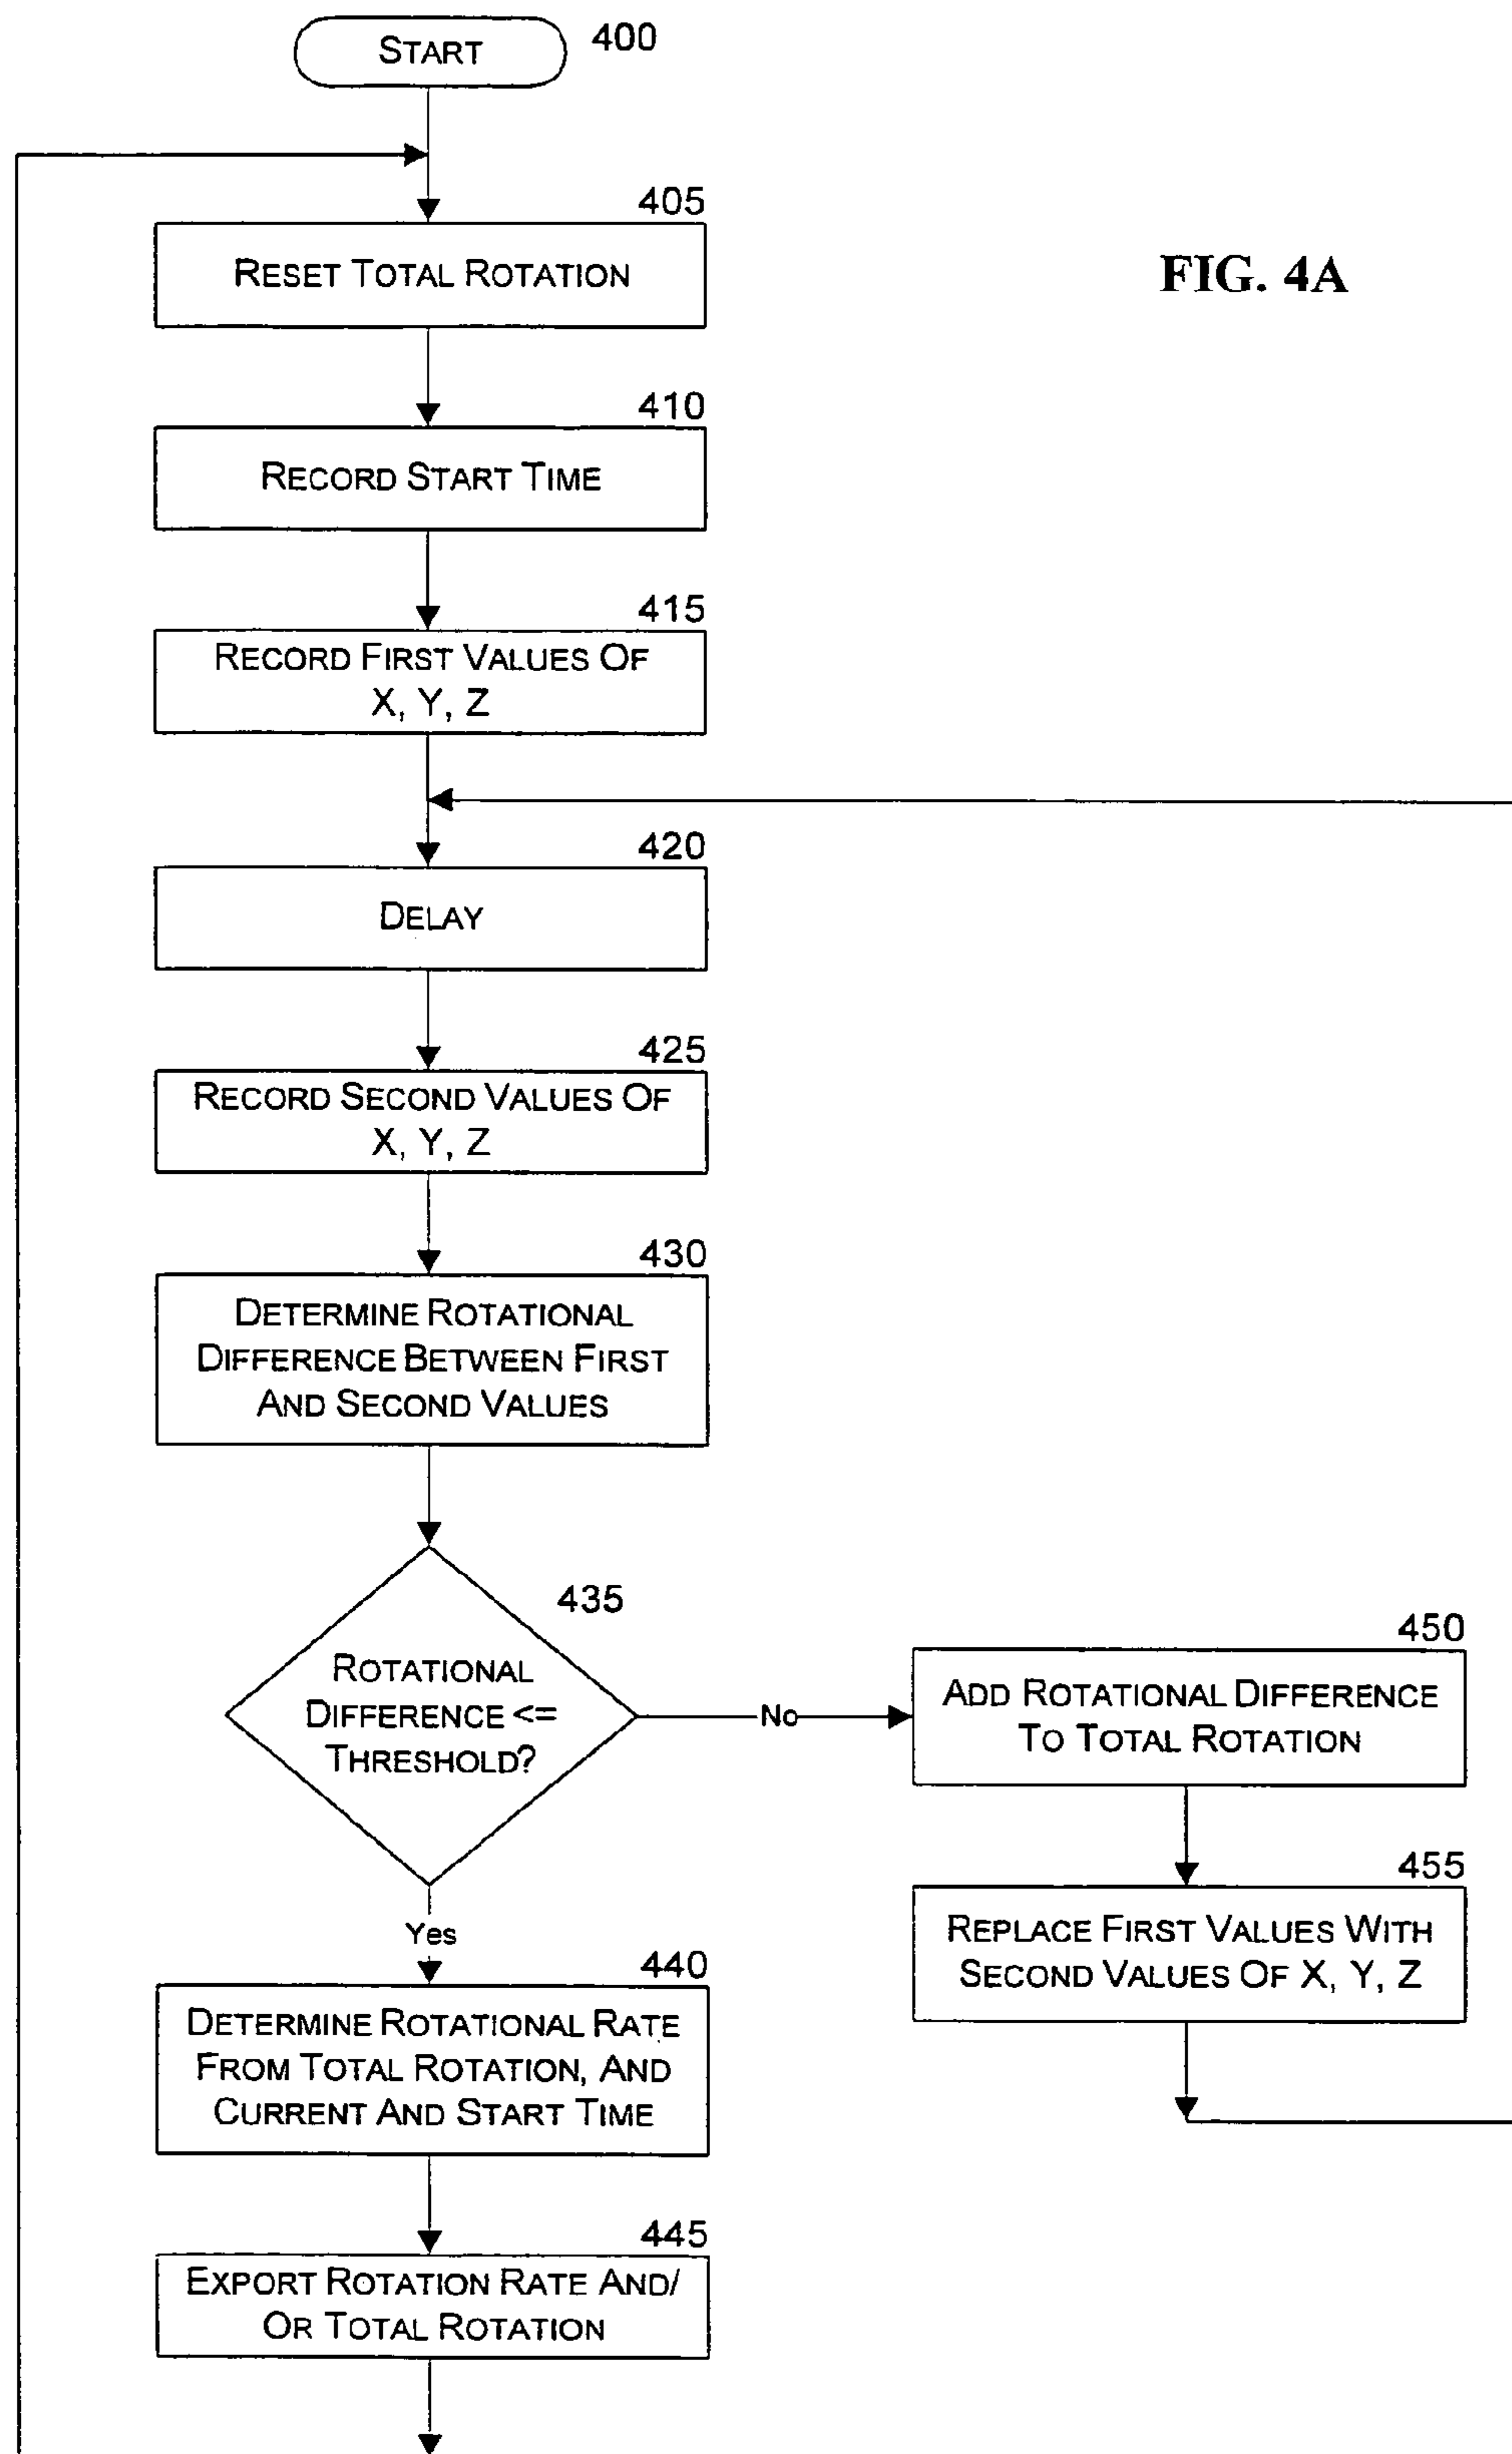 START
400
405
RESET TOTAL ROTATION
FIG. 4A
410
RECORD START TIME
415
RECORD FIRST VALUES OF
X, Y, Z
420
DELAY
425
RECORD SECOND VALUES OF
X, Y, Z
430
DETERMINE ROTATIONAL
DIFFERENCE BETWEEN FIRST
AND SECOND VALUES
435
ROTATIONAL
DIFFERENCE <=
THRESHOLD?
No
450
ADD ROTATIONAL DIFFERENCE
TO TOTAL ROTATION
455
REPLACE FIRST VALUES WITH
SECOND VALUES OF X, Y, Z
Yes
440
DETERMINE ROTATIONAL RATE
FROM TOTAL ROTATION, AND
CURRENT AND START TIME
445
EXPORT ROTATION RATE AND/
OR TOTAL ROTATION